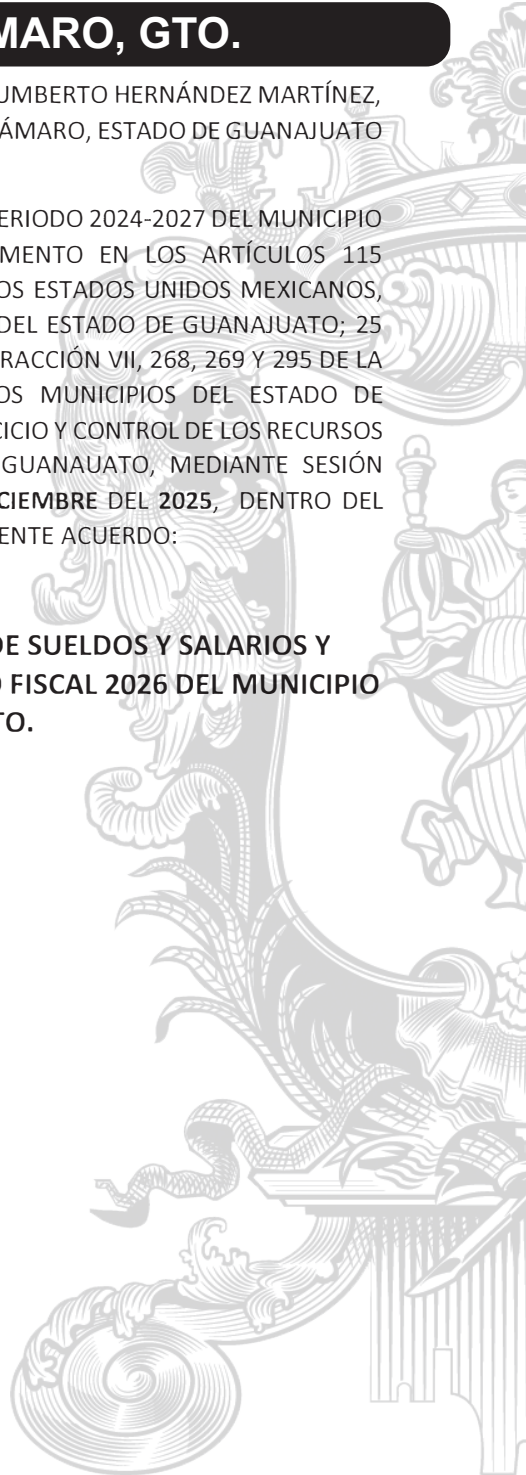 MARO, GTO.
UMBERTO HERNÁNDEZ MARTÍNEZ,
ÁMARO, ESTADO DE GUANAJUATO
ERIODO 2024-2027 DEL MUNICIPIO
MENTO EN LOS ARTÍCULOS 115
OS ESTADOS UNIDOS MEXICANOS,
DEL ESTADO DE GUANAJUATO; 25
RACCIÓN VII, 268, 269 Y 295 DE LA
OS MUNICIPIOS DEL ESTADO DE
CICIO Y CONTROL DE LOS RECURSOS
GUANAUATO, MEDIANTE SESIÓN
CIEMBRE DEL 2025, DENTRO DEL
ENTE ACUERDO:
DE SUELDOS Y SALARIOS Y
O FISCAL 2026 DEL MUNICIPIO
TO.